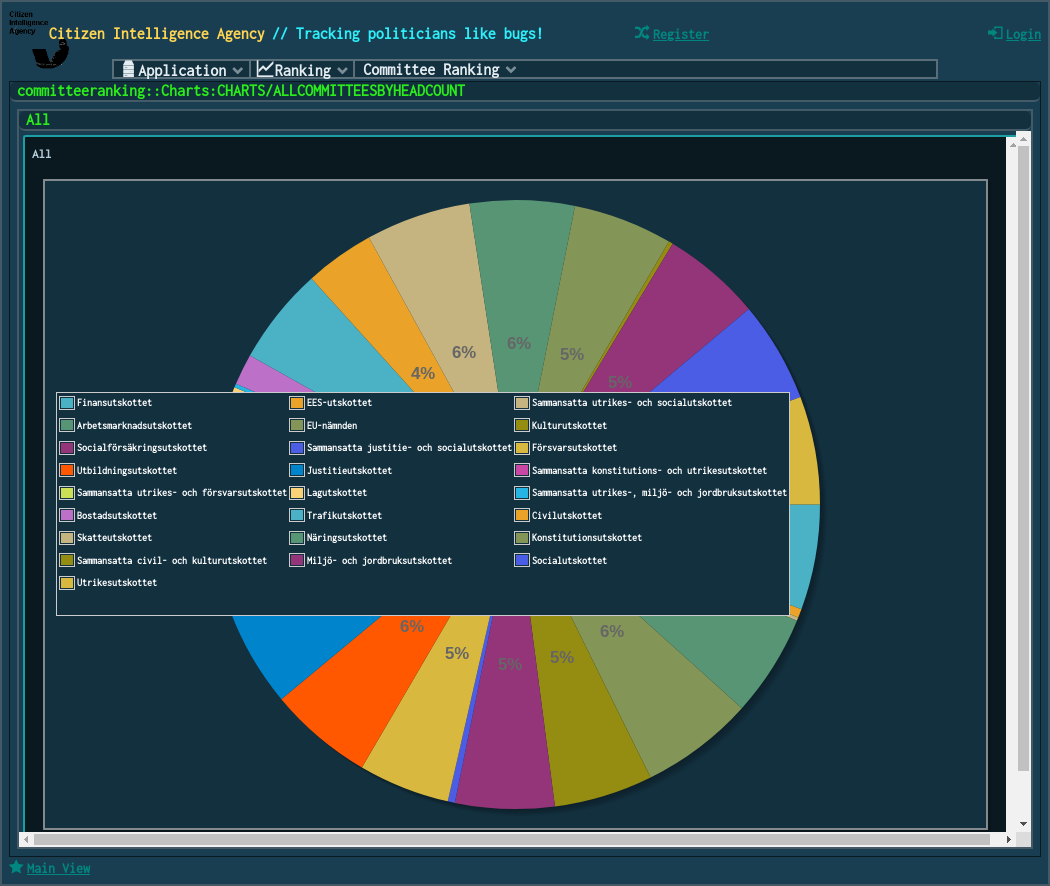 Citizen
Intelligence
Agency
Citizen Intelligence Agency // Tracking politicians like bugs!
Register
Login
Application
Ranking
Committee Ranking
committeeranking::Charts:CHARTS/ALLCOMMITTEESBYHEADCOUNT
All
All
6%
6%
5%
4%
5%
Finansutskottet EES-utskottet Sammansatta utrikes- och socialutskottet
Arbetsmarknadsutskottet EU-nämnden Kulturutskottet
Socialförsäkringsutskottet Sammansatta justitie- och socialutskottet Försvarsutskottet
Utbildningsutskottet Justitieutskottet Sammansatta konstitutions- och utrikesutskottet
Sammansatta utrikes- och försvarsutskottet Lagutskottet Sammansatta utrikes-, miljö- och jordbruksutskottet
Bostadsutskottet Trafikutskottet Civilutskottet
Skatteutskottet Näringsutskottet Konstitutionsutskottet
Sammansatta civil- och kulturutskottet Miljö- och jordbruksutskottet Socialutskottet
Utrikesutskottet
6%
6%
5%
5%
5%
Main View